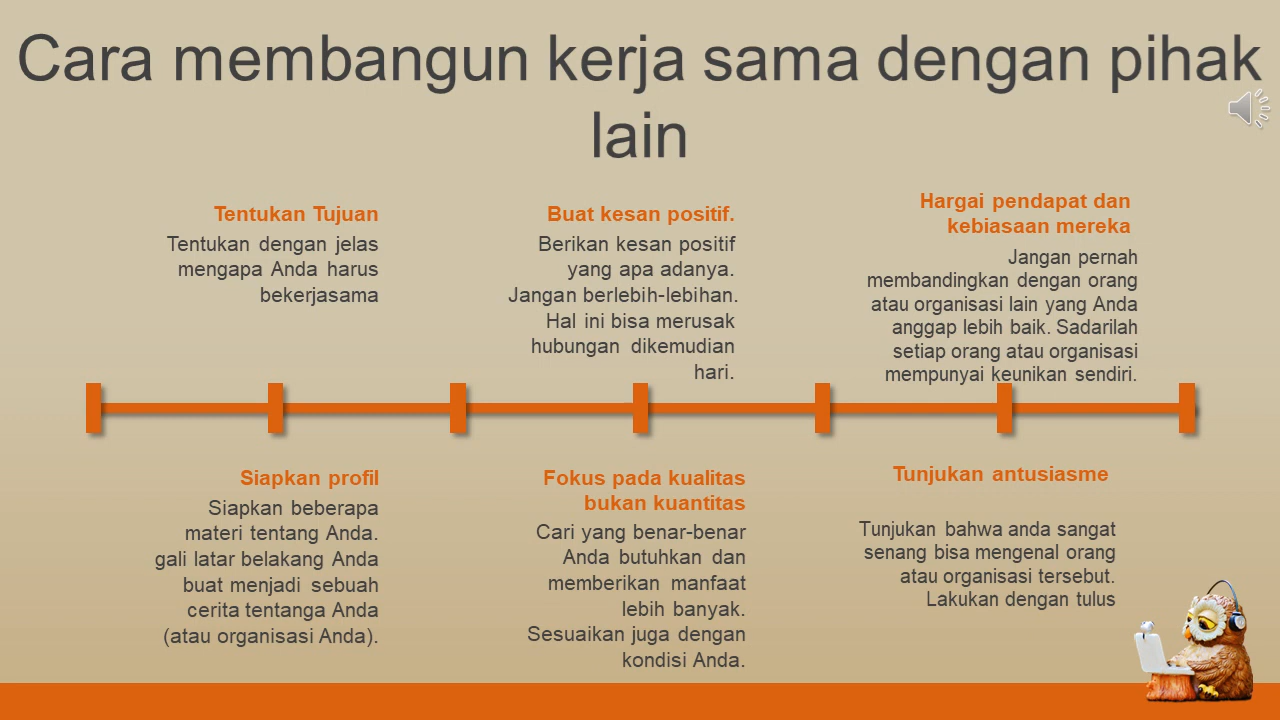 Cara membangun kerja sama dengan pihak
lain
Tentukan Tujuan
Tentukan dengan jelas
mengapa Anda harus
bekerjasama
Buat kesan positif.
Berikan kesan positif
yang apa adanya.
Jangan berlebih-lebihan.
Hal ini bisa merusak
hubungan dikemudian
hari.
Hargai pendapat dan
kebiasaan mereka
Jangan pernah
membandingkan dengan orang
atau organisasi lain yang Anda
anggap lebih baik. Sadarilah
setiap orang atau organisasi
mempunyai keunikan sendiri.
Siapkan profil
Siapkan beberapa
materi tentang Anda.
gali latar belakang Anda
buat menjadi sebuah
cerita tentanga Anda
(atau organisasi Anda).
Fokus pada kualitas
bukan kuantitas
Cari yang benar-benar
Anda butuhkan dan
memberikan manfaat
lebih banyak.
Sesuaikan juga dengan
kondisi Anda.
Tunjukan antusiasme
Tunjukan bahwa anda sangat
senang bisa mengenal orang
atau organisasi tersebut.
Lakukan dengan tulus